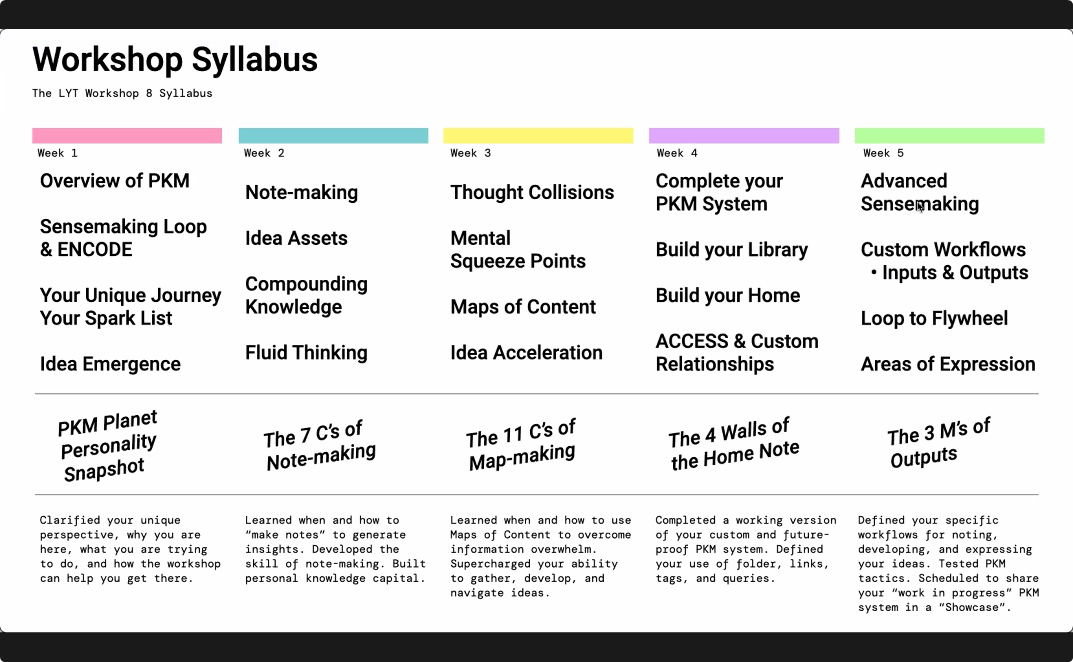 Workshop Syllabus
The LYT Workshop 8 Syllabus
Week 1
Overview of PKM
Sensemaking Loop
& ENCODE
Your Unique Journey
Your Spark List
Idea Emergence
PKM Planet
Personality
Snapshot
Clarified your unique
perspective, why you are
here, what you are trying
to do, and how the workshop
can help you get there.
Week 2
Note-making
Idea Assets
Compounding
Knowledge
Fluid Thinking
The 7 C’s of
Note-making
Learned when and how to
“make notes” to generate
insights. Developed the
skill of note-making. Built
personal knowledge capital.
Week 3
Thought Collisions
Mental
Squeeze Points
Maps of Content
Idea Acceleration
The 11 C’s of
Map-making
Learned when and how to use
Maps of Content to overcome
information overwhelm.
Supercharged your ability
to gather, develop, and
navigate ideas.
Week 4
Complete your
PKM System
Build your Library
Build your Home
ACCESS & Custom
Relationships
The 4 Walls of
the Home Note
Completed a working version
of your custom and future-
proof PKM system. Defined
your use of folder, links,
tags, and queries.
Week 5
Advanced
Sensemaking
Custom Workflows
• Inputs & Outputs
Loop to Flywheel
Areas of Expression
The 3 M’s of
Outputs
Defined your specific
workflows for noting,
developing, and expressing
your ideas. Tested PKM
tactics. Scheduled to share
your “work in progress” PKM
system in a “Showcase”.